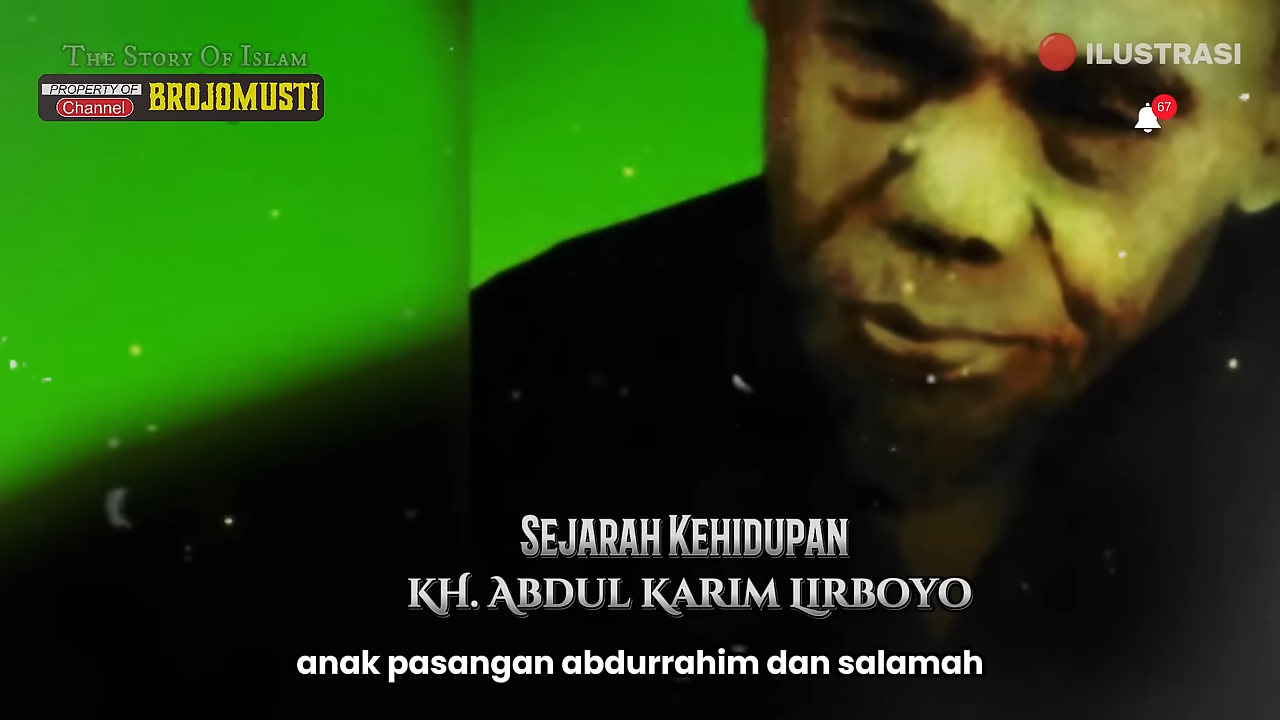 The Story Of Islam
PROPERTY OF
Channel
BROJOMUSTI
ILUSTRASI
67
SEJARAH KEHIDUPAN
KH. ABDUL KARIM LIRBOYO
anak pasangan abdurrahim dan salamah